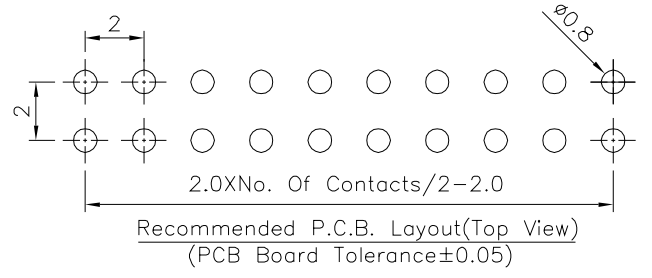 2
ø0.8
2
2.0XNo. Of Contacts/2-2.0
Recommended P.C.B. Layout(Top View)
(PCB Board Tolerance±0.05)